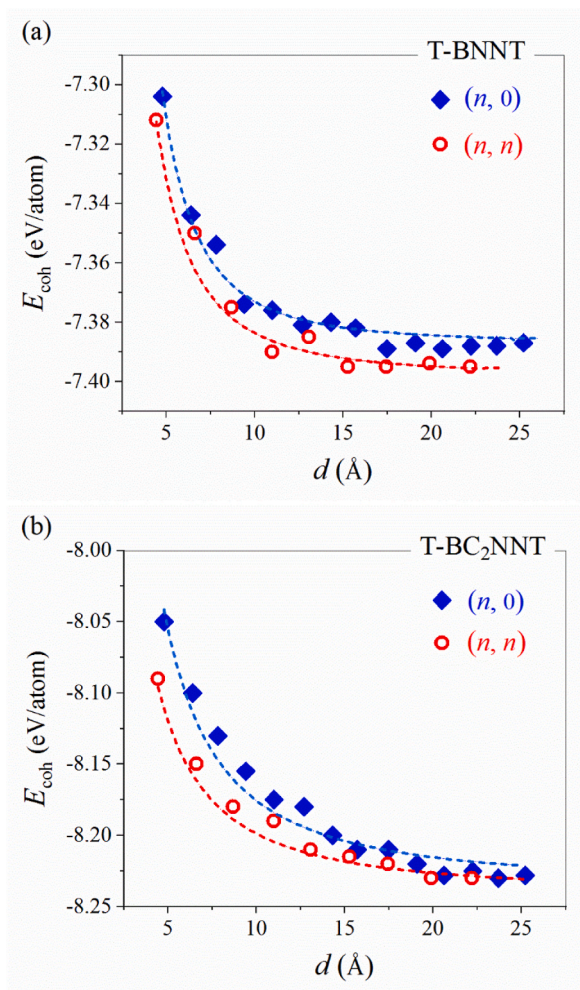 (a)
T-BNNT
(n, 0)
(n, n)
-7.30
-7.32
-7.34
-7.36
-7.38
-7.40
Ecoh (eV/atom)
5 10 15 20 25
d (Å)
(b)
T-BC₂NNT
(n, 0)
(n, n)
-8.00
-8.05
-8.10
-8.15
-8.20
-8.25
Ecoh (eV/atom)
5 10 15 20 25
d (Å)